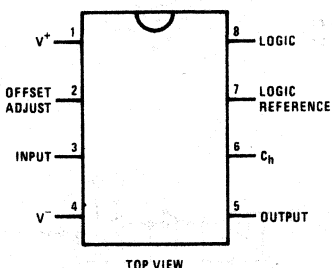 V+ 1
8 LOGIC
OFFSET
ADJUST 2
7 LOGIC
REFERENCE
INPUT 3
6 Ch
V− 4
5 OUTPUT
TOP VIEW